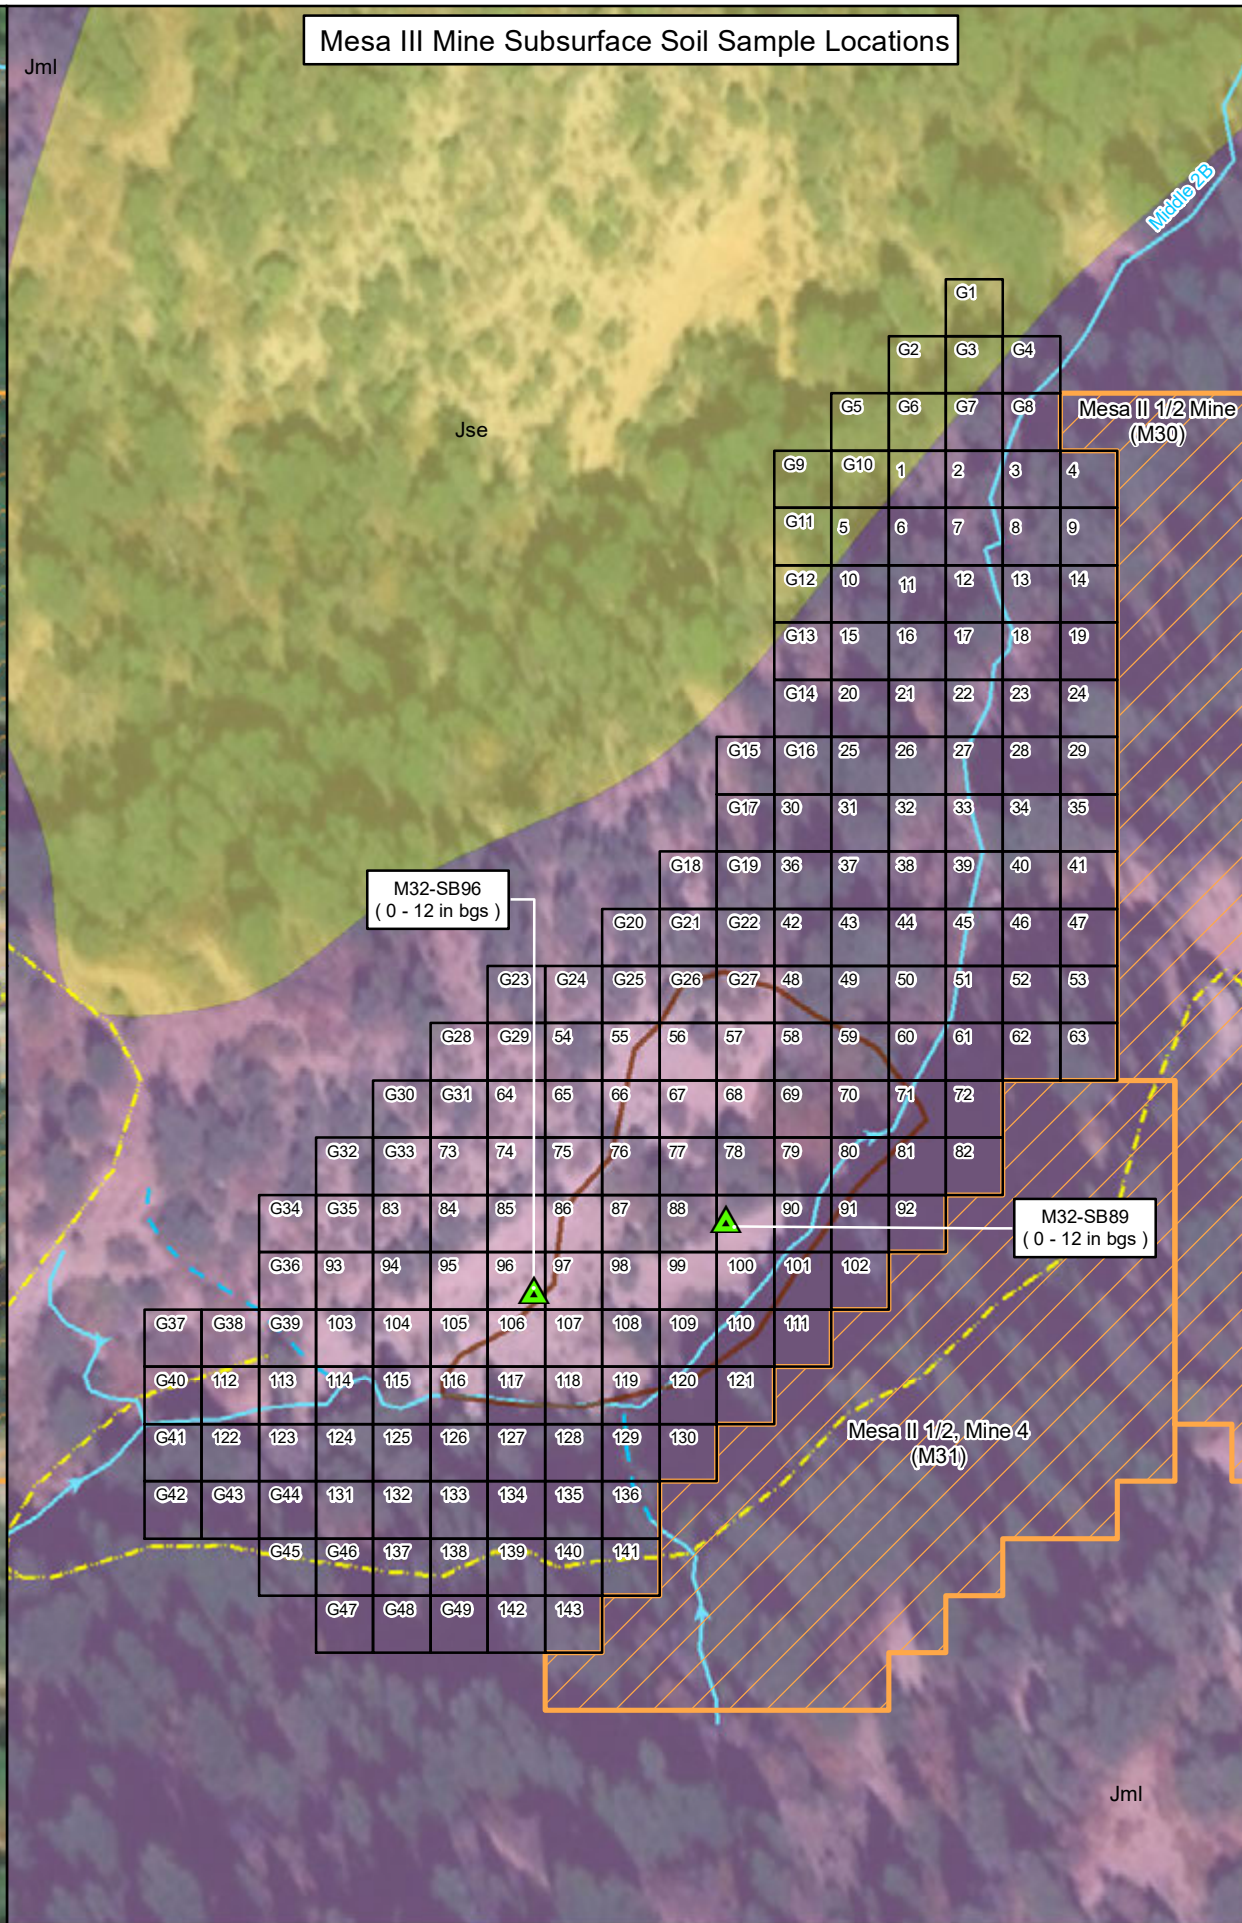 Mesa III Mine Subsurface Soil Sample Locations
Jml
Middle 2B
G1
G2 G3 G4
G5 G6 G7 G8
Mesa II 1/2 Mine
(M30)
Jse
G9 G10 1 2 3 4
G11 5 6 7 8 9
G12 10 11 12 13 14
G13 15 16 17 18 19
G14 20 21 22 23 24
G15 G16 25 26 27 28 29
G17 30 31 32 33 34 35
G18 G19 36 37 38 39 40 41
M32-SB96
( 0 - 12 in bgs )
G20 G21 G22 42 43 44 45 46 47
G23 G24 G25 G26 G27 48 49 50 51 52 53
G28 G29 54 55 56 57 58 59 60 61 62 63
G30 G31 64 65 66 67 68 69 70 71 72
G32 G33 73 74 75 76 77 78 79 80 81 82
G34 G35 83 84 85 86 87 88 90 91 92
M32-SB89
( 0 - 12 in bgs )
G36 93 94 95 96 97 98 99 100 101 102
G37 G38 G39 103 104 105 106 107 108 109 110 111
G40 112 113 114 115 116 117 118 119 120 121
G41 122 123 124 125 126 127 128 129 130
Mesa II 1/2, Mine 4
(M31)
G42 G43 G44 131 132 133 134 135 136
G45 G46 137 138 139 140 141
G47 G48 G49 142 143
Jml